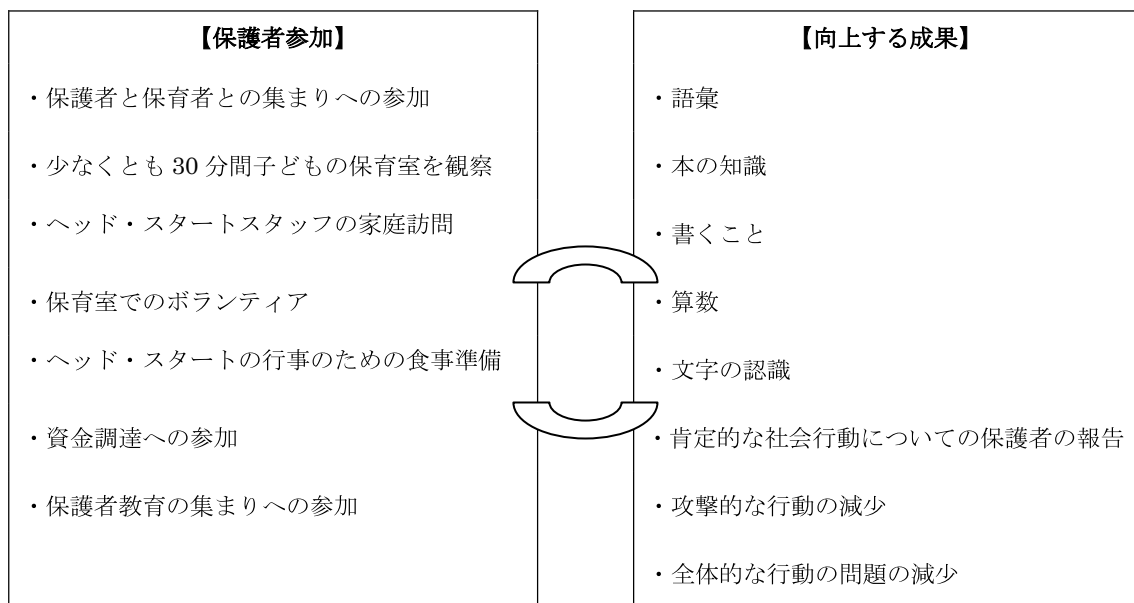 【保護者参加】
・保護者と保育者との集まりへの参加
・少なくとも 30 分間子どもの保育室を観察
・ヘッド・スタートスタッフの家庭訪問
・保育室でのボランティア
・ヘッド・スタートの行事のための食事準備
・資金調達への参加
・保護者教育の集まりへの参加
【向上する成果】
・語彙
・本の知識
・書くこと
・算数
・文字の認識
・肯定的な社会行動についての保護者の報告
・攻撃的な行動の減少
・全体的な行動の問題の減少